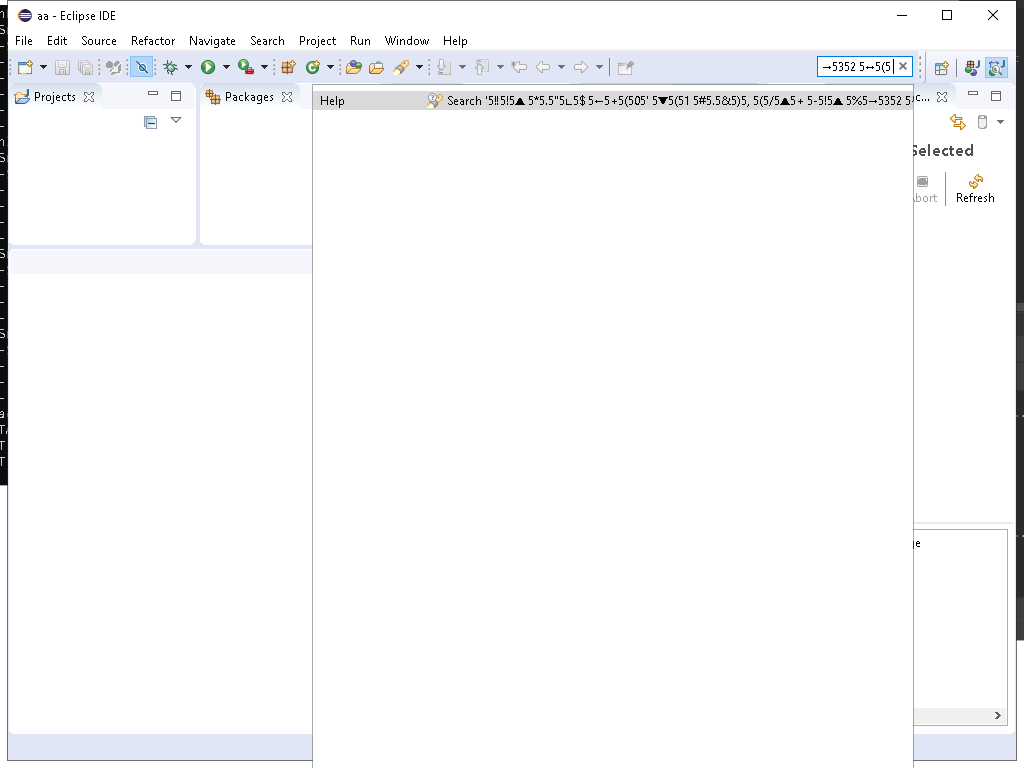 aa - Eclipse IDE
File Edit Source Refactor Navigate Search Project Run Window Help
→5352 5↔5(5
Projects
Packages
Help
Search '5‼5!5▲ 5*5.5"5∟5$ 5←5+5(505' 5▼5(51 5#5.5&5)5, 5(5/5▲5+ 5-5!5▲ 5%5→5352
Selected
Refresh